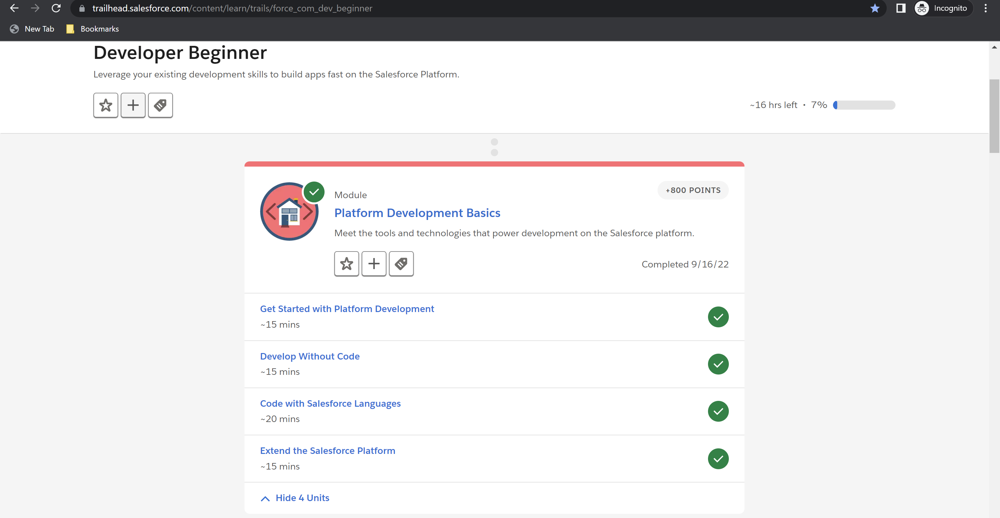 trailhead.salesforce.com/content/learn/trails/force_com_dev_beginner
Incognito
New Tab
Bookmarks
Developer Beginner
Leverage your existing development skills to build apps fast on the Salesforce Platform.
~16 hrs left • 7%
Module
+800 POINTS
Platform Development Basics
Meet the tools and technologies that power development on the Salesforce platform.
Completed 9/16/22
Get Started with Platform Development
~15 mins
Develop Without Code
~15 mins
Code with Salesforce Languages
~20 mins
Extend the Salesforce Platform
~15 mins
Hide 4 Units